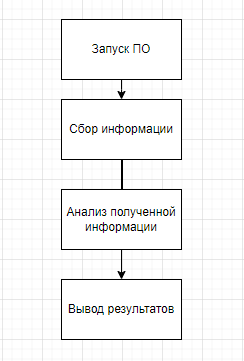 Запуск ПО
Сбор информации
Анализ полученной
информации
Вывод результатов